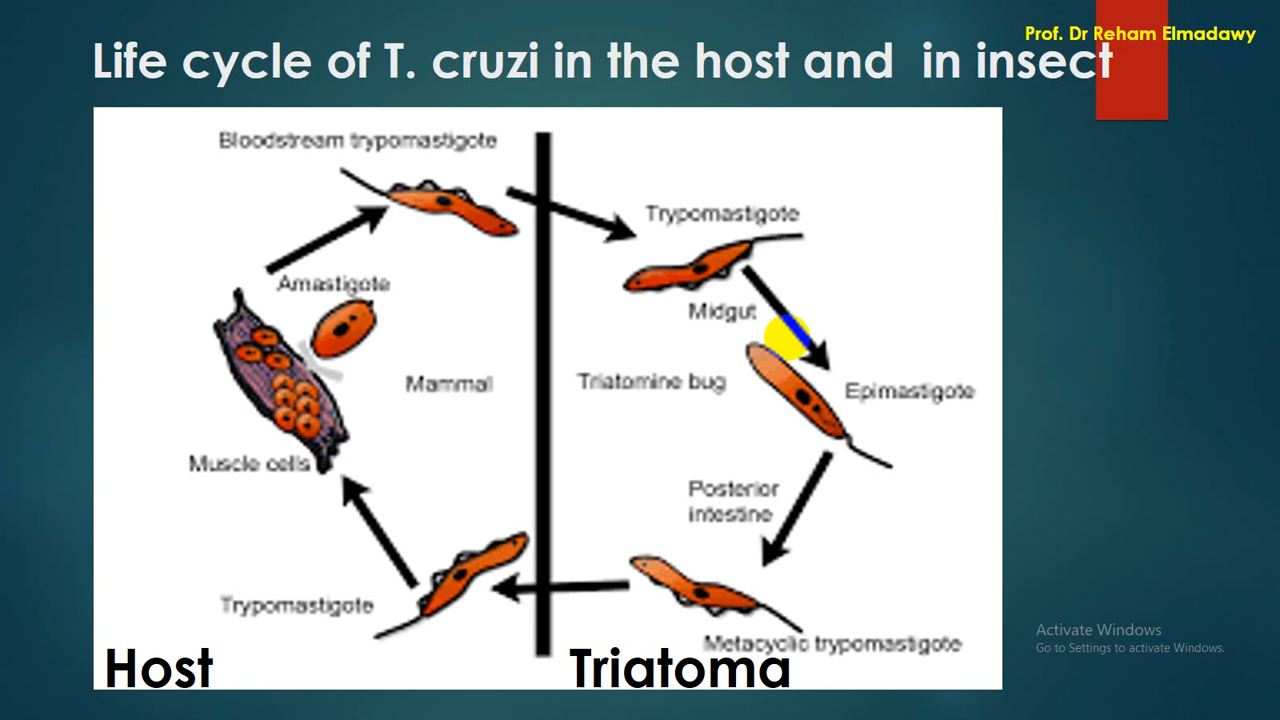 Prof. Dr Reham Elmadawy
Life cycle of T. cruzi in the host and in insect
Bloodstream trypomastigote
Trypomastigote
Amastigote
Midgut
Mammal
Triatomine bug
Epimastigote
Muscle cells
Posterior
intestine
Trypomastigote
Metacyclic trypomastigote
Host
Triatoma
Activate Windows
Go to Settings to activate Windows.